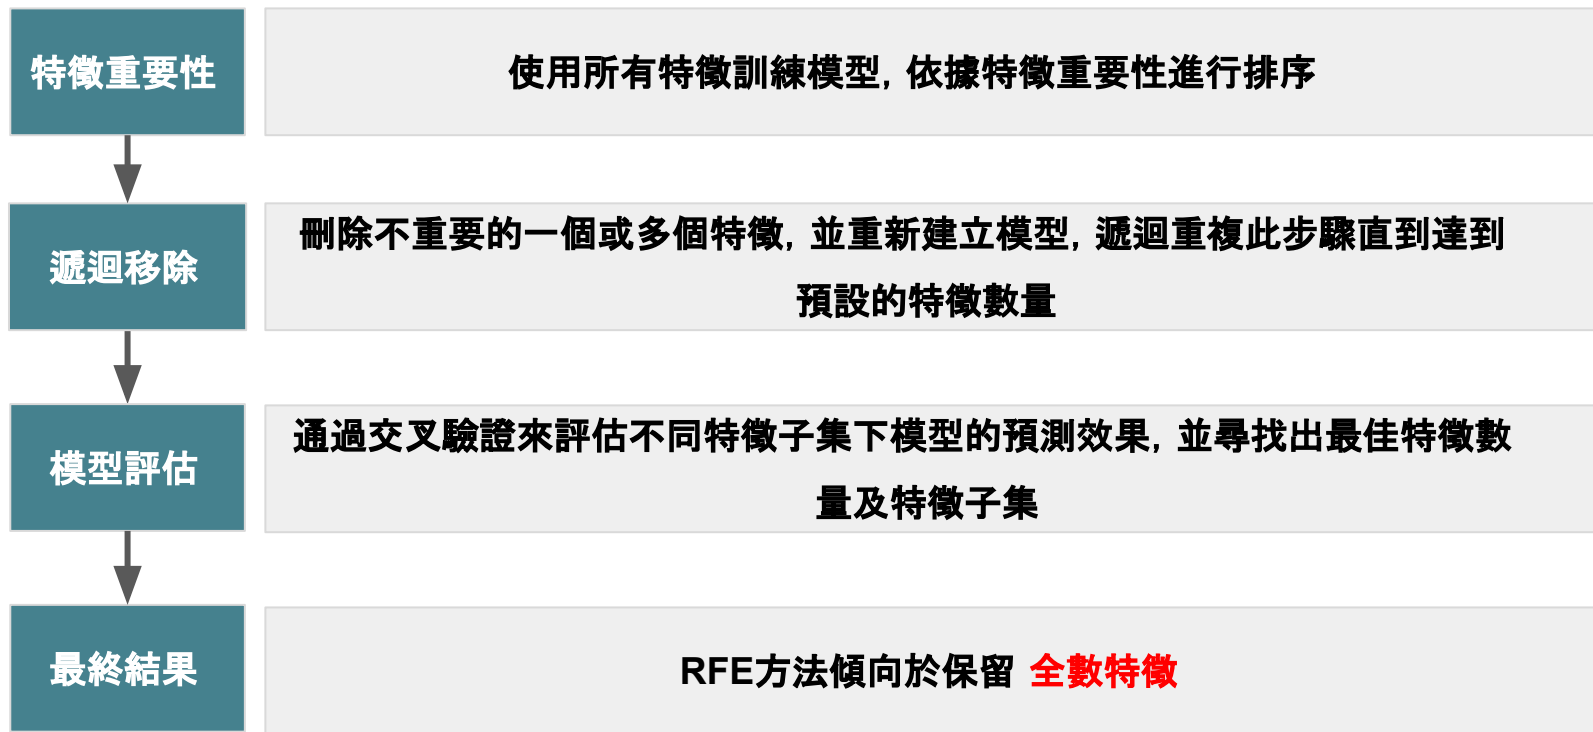 特徵重要性
使用所有特徵訓練模型, 依據特徵重要性進行排序
遞迴移除
刪除不重要的一個或多個特徵, 並重新建立模型, 遞迴重複此步驟直到達到
預設的特徵數量
模型評估
通過交叉驗證來評估不同特徵子集下模型的預測效果, 並尋找出最佳特徵數
量及特徵子集
最終結果
RFE方法傾向於保留 全數特徵